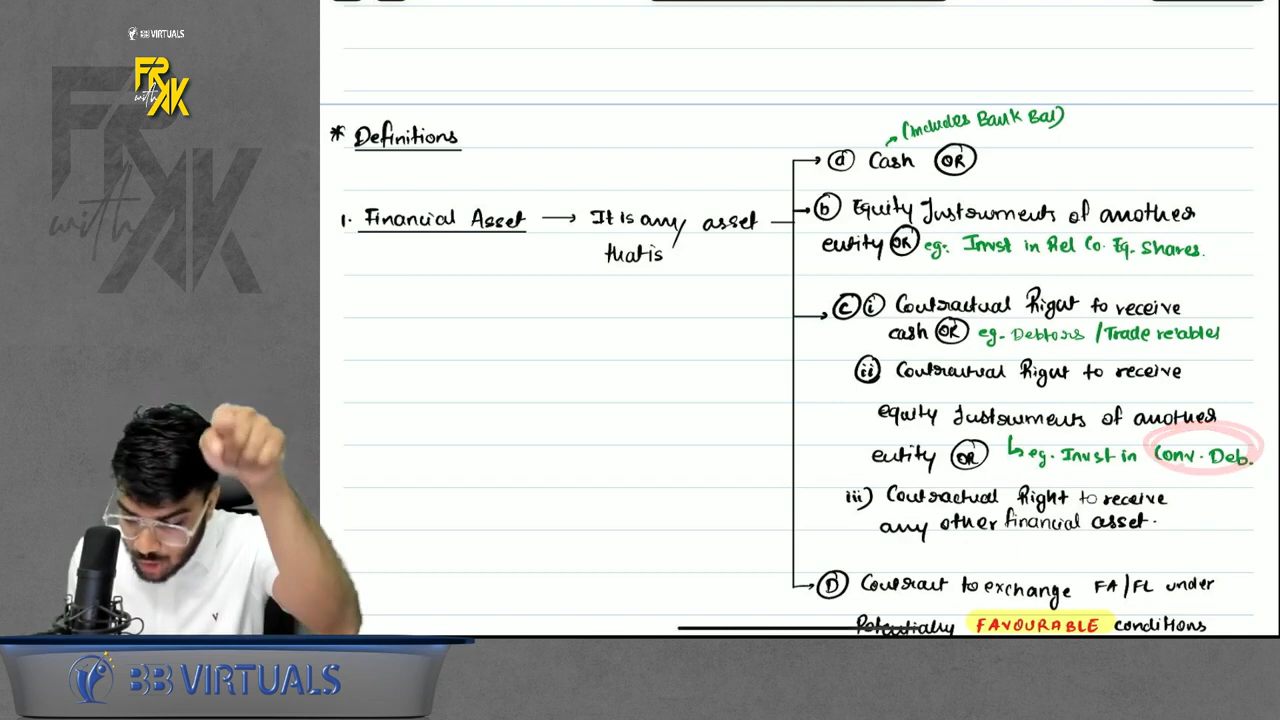 BB VIRTUALS
FR
with
AK
FR
with
AK
* Definitions
1. Financial Asset → It is any asset
that is
(Includes Bank Bal)
a Cash OR
b Equity Instruments of another
entity OR eg. Invst in Rel Co. Eq. Shares.
c i Contractual Right to receive
cash OR eg. Debtors / Trade
ii Contractual Right to receive
equity Instruments of another
entity OR eg. Invst in Conv. Deb.
iii) Contractual Right to receive
any other financial asset.
D Contract to exchange FA/FL under
Potentially FAVOURABLE conditions
BB VIRTUALS